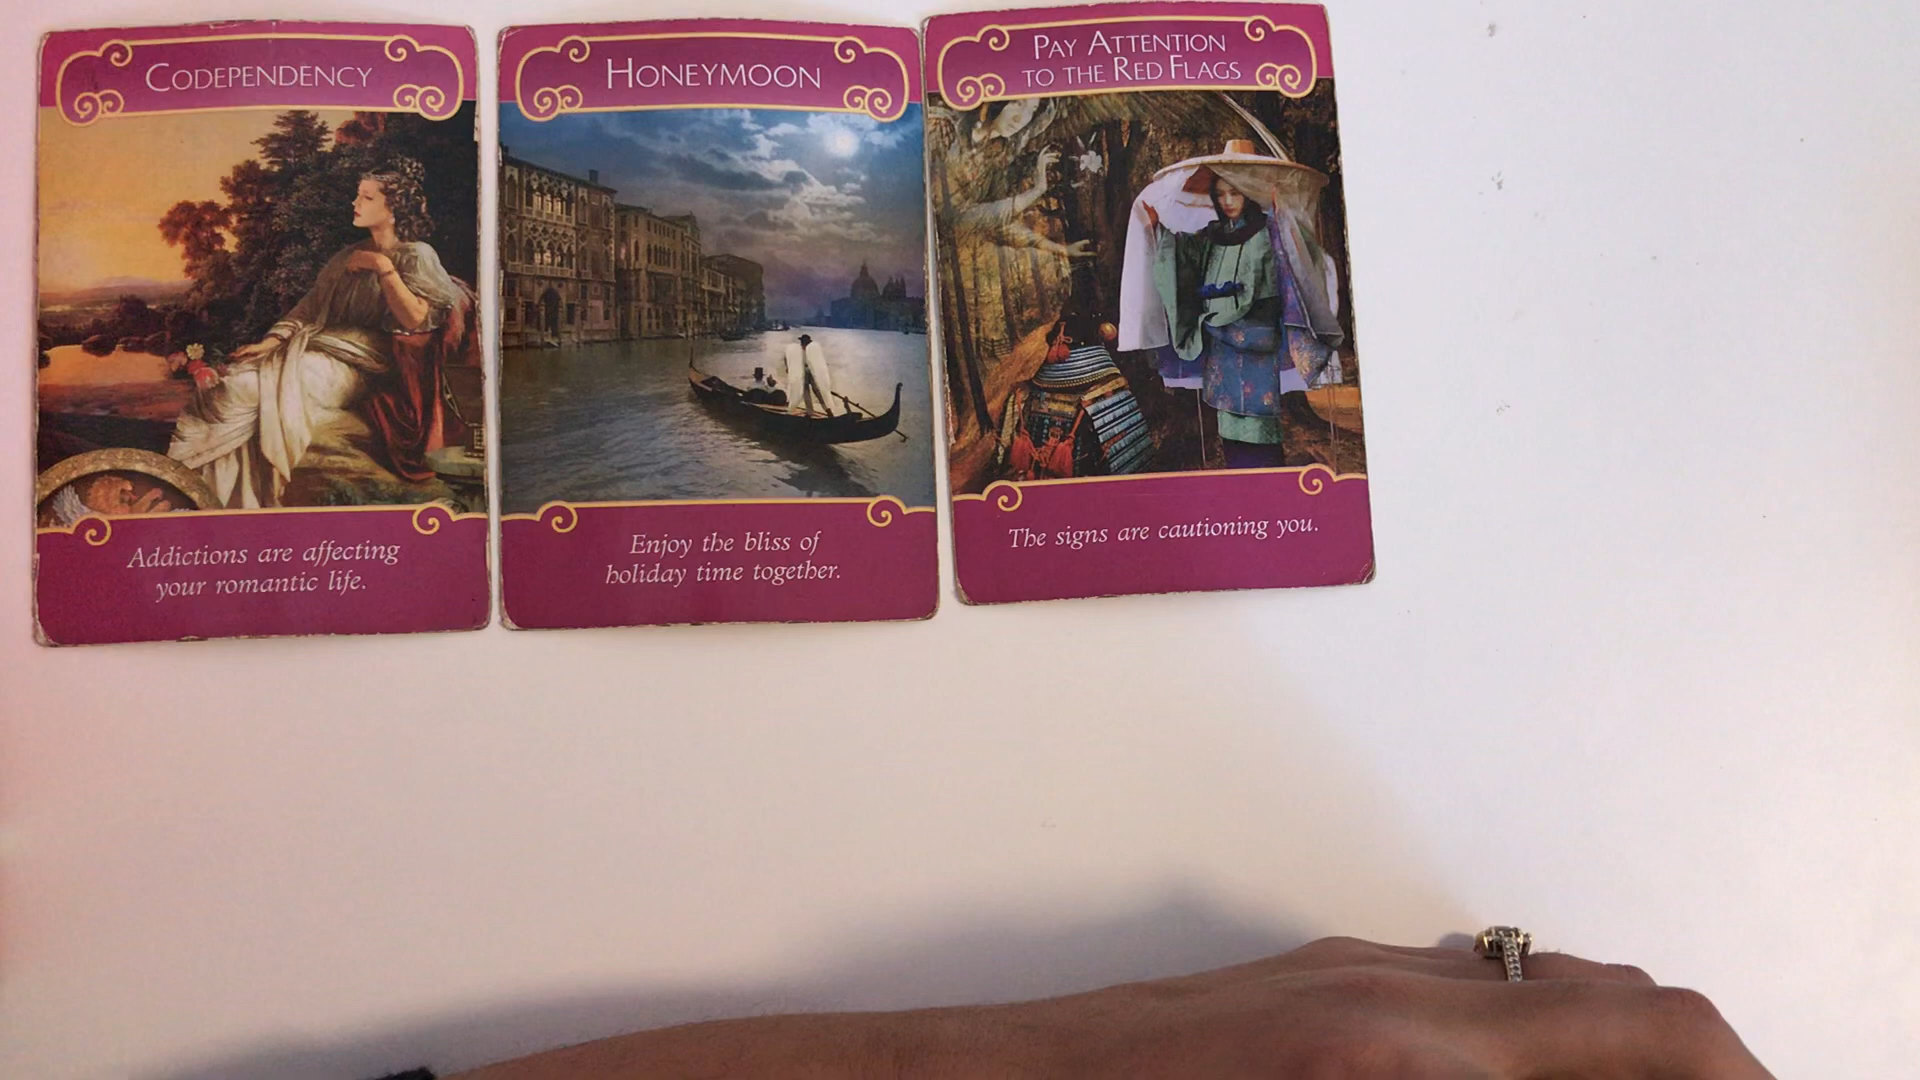 CODEPENDENCY
Addictions are affecting
your romantic life.
HONEYMOON
Enjoy the bliss of
holiday time together.
PAY ATTENTION
TO THE RED FLAGS
The signs are cautioning you.